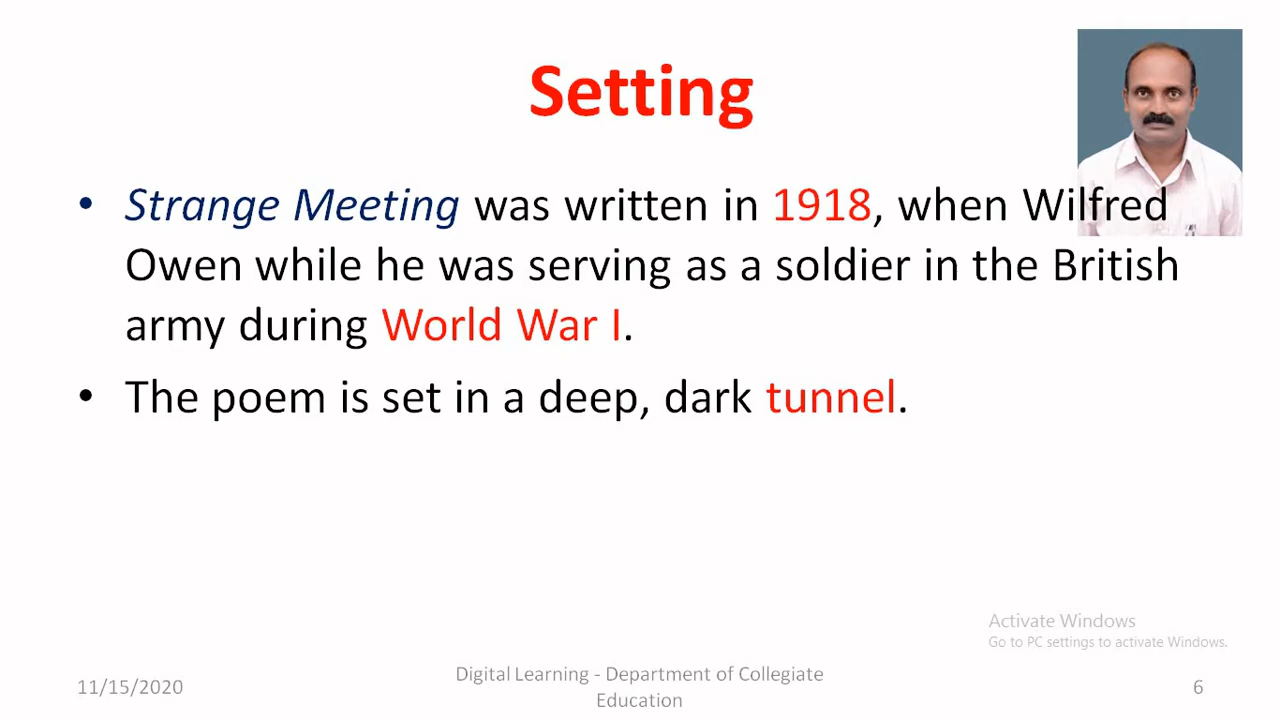 Setting
• Strange Meeting was written in 1918, when Wilfred
Owen while he was serving as a soldier in the British
army during World War I.
• The poem is set in a deep, dark tunnel.
Activate Windows
Go to PC settings to activate Windows.
11/15/2020
Digital Learning - Department of Collegiate
Education
6